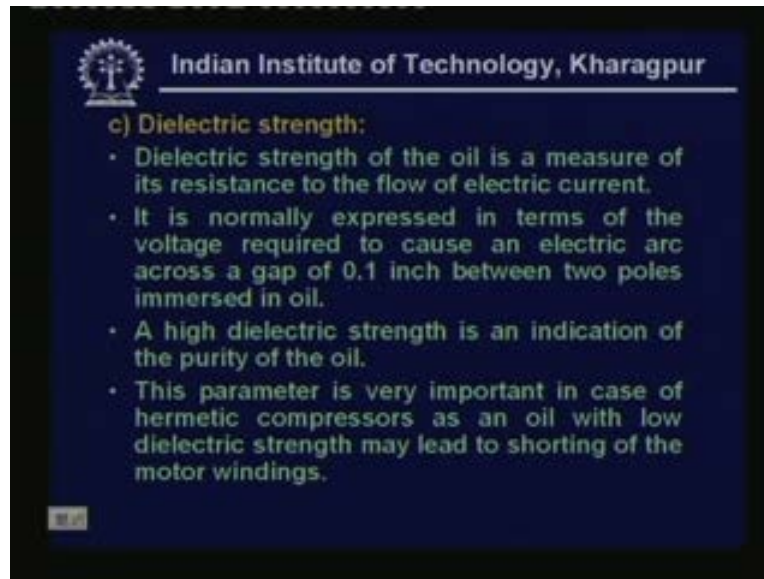 Indian Institute of Technology, Kharagpur
c) Dielectric strength:
• Dielectric strength of the oil is a measure of
its resistance to the flow of electric current.
• It is normally expressed in terms of the
voltage required to cause an electric arc
across a gap of 0.1 inch between two poles
immersed in oil.
• A high dielectric strength is an indication of
the purity of the oil.
• This parameter is very important in case of
hermetic compressors as an oil with low
dielectric strength may lead to shorting of the
motor windings.